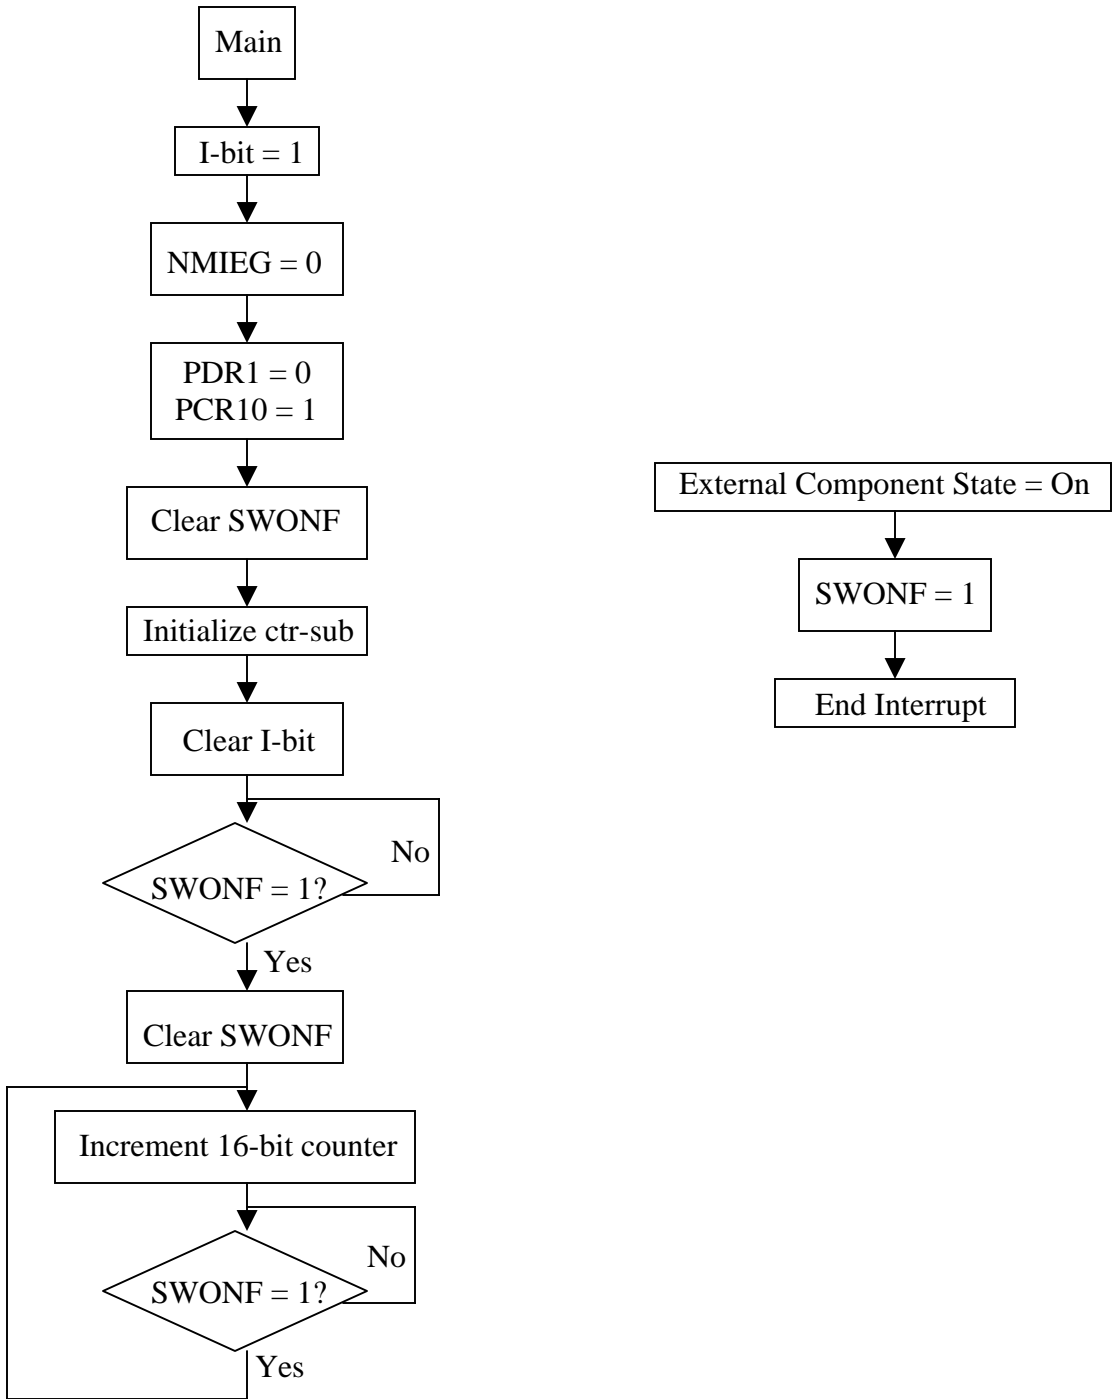 Main
I-bit = 1
NMIEG = 0
PDR1 = 0
PCR10 = 1
Clear SWONF
Initialize ctr-sub
Clear I-bit
No
SWONF = 1?
Yes
Clear SWONF
Increment 16-bit counter
No
SWONF = 1?
Yes
External Component State = On
SWONF = 1
End Interrupt